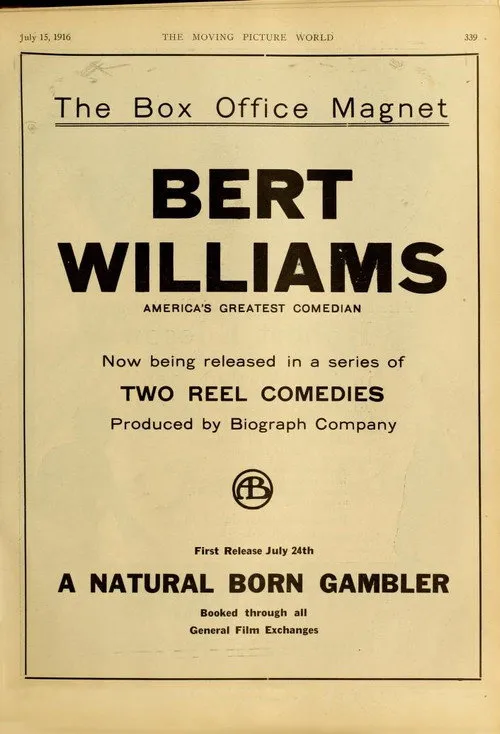 July 15, 1916 THE MOVING PICTURE WORLD 339
The Box Office Magnet
BERT
WILLIAMS
AMERICA'S GREATEST COMEDIAN
Now being released in a series of
TWO REEL COMEDIES
Produced by Biograph Company
AB
First Release July 24th
A NATURAL BORN GAMBLER
Booked through all
General Film Exchanges